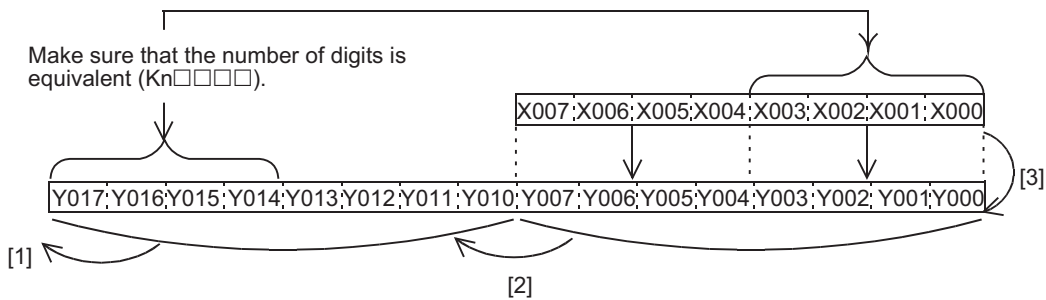 Make sure that the number of digits is
equivalent (Kn□□□□).
X007 X006 X005 X004 X003 X002 X001 X000
[3]
Y017 Y016 Y015 Y014 Y013 Y012 Y011 Y010 Y007 Y006 Y005 Y004 Y003 Y002 Y001 Y000
[1]
[2]